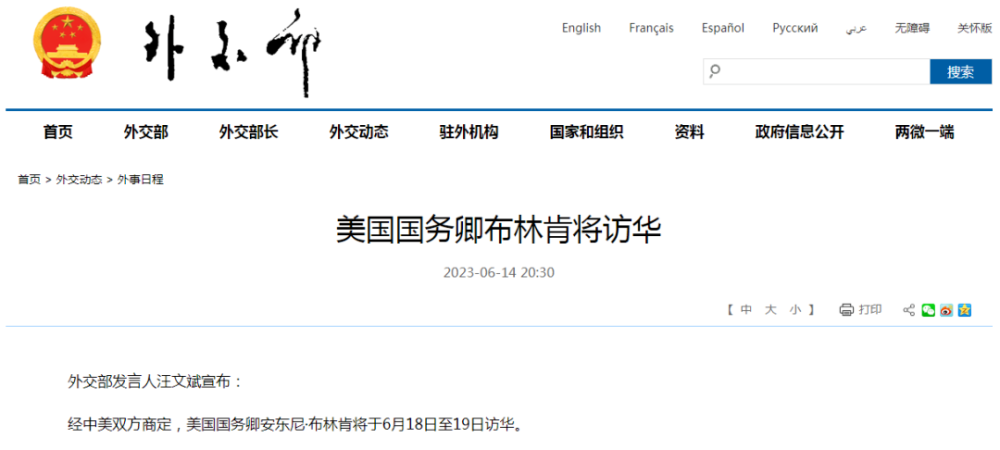 外交部
English Français Español Русский عربي 无障碍 关怀版
搜索
首页 外交部 外交部长 外交动态 驻外机构 国家和组织 资料 政府信息公开 两微一端
首页 > 外交动态 > 外事日程
美国国务卿布林肯将访华
2023-06-14 20:30
【 中 大 小 】 打印
外交部发言人汪文斌宣布：
经中美双方商定，美国国务卿安东尼·布林肯将于6月18日至19日访华。